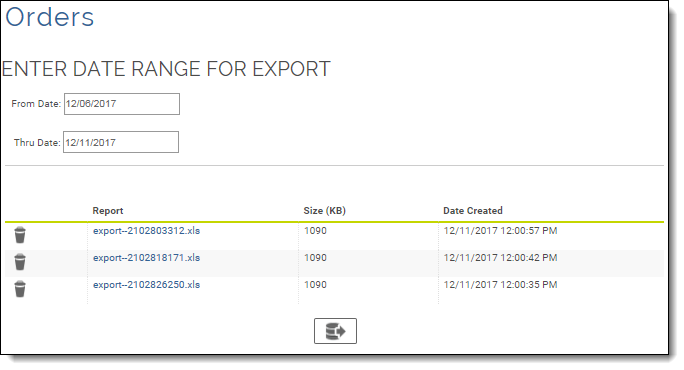 Orders
ENTER DATE RANGE FOR EXPORT
From Date: 12/06/2017
Thru Date: 12/11/2017
Report Size (KB) Date Created
export--2102803312.xls 1090 12/11/2017 12:00:57 PM
export--2102818171.xls 1090 12/11/2017 12:00:42 PM
export--2102826250.xls 1090 12/11/2017 12:00:35 PM